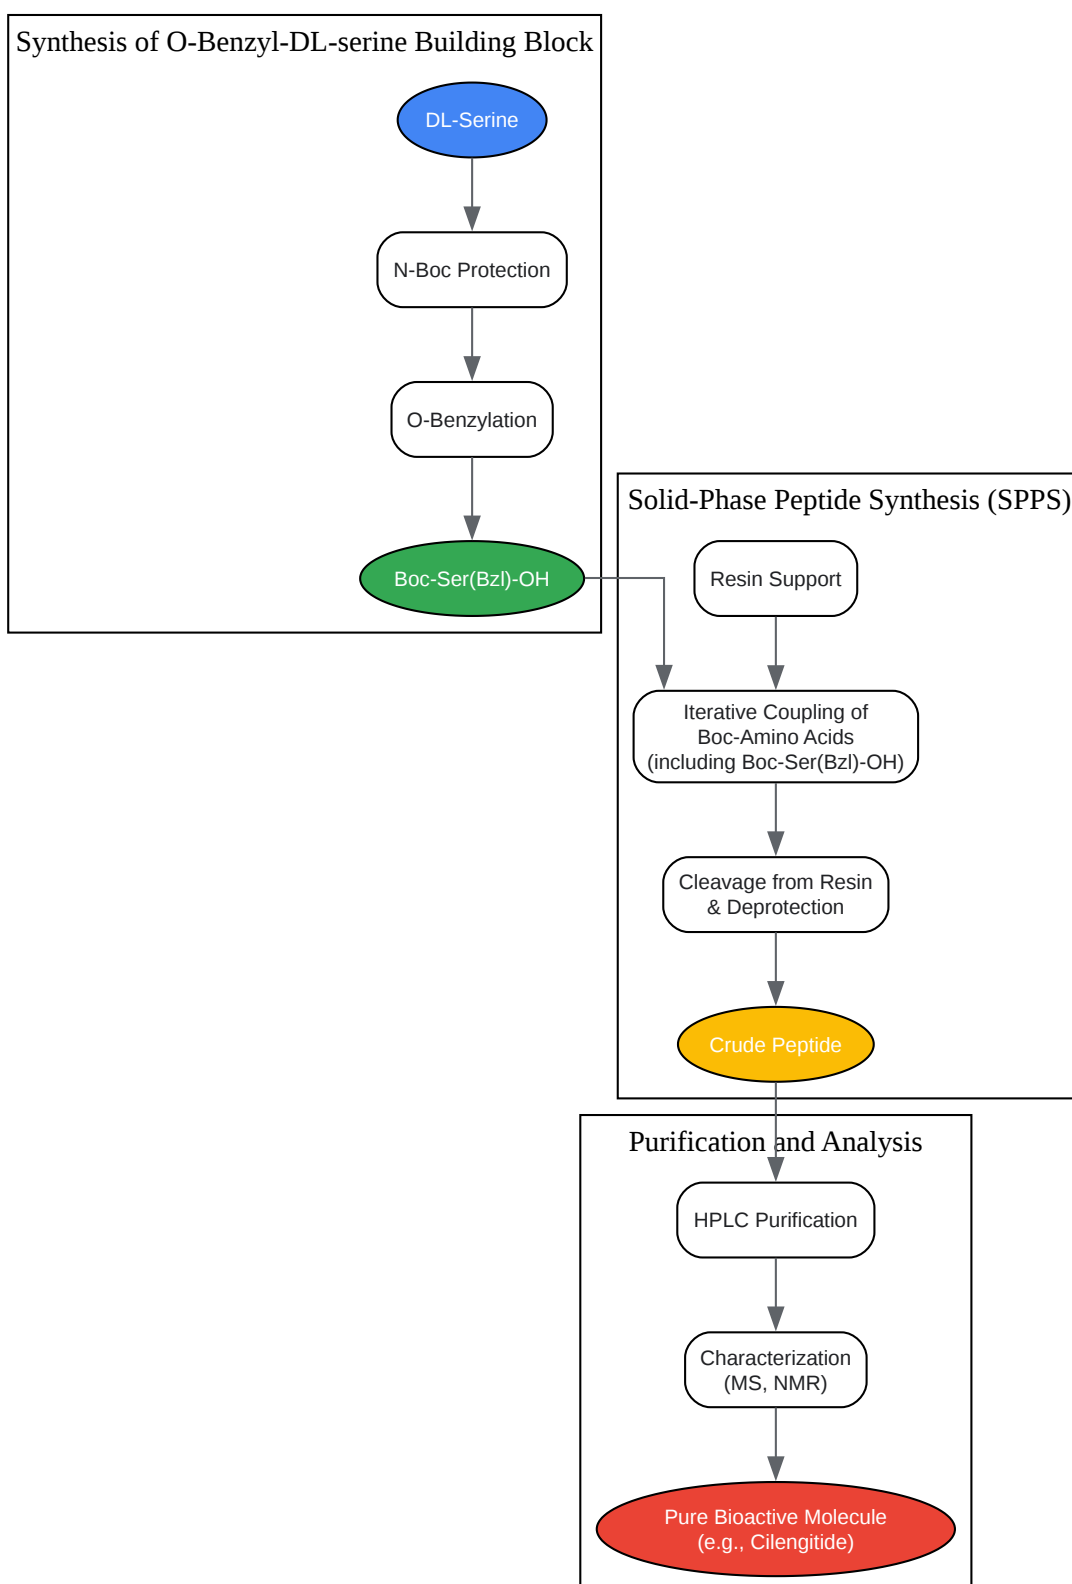 Synthesis of O-Benzyl-DL-serine Building Block
DL-Serine
N-Boc Protection
O-Benzylation
Boc-Ser(Bzl)-OH
Solid-Phase Peptide Synthesis (SPPS)
Resin Support
Iterative Coupling of
Boc-Amino Acids
(including Boc-Ser(Bzl)-OH)
Cleavage from Resin
& Deprotection
Crude Peptide
Purification and Analysis
HPLC Purification
Characterization
(MS, NMR)
Pure Bioactive Molecule
(e.g., Cilengitide)